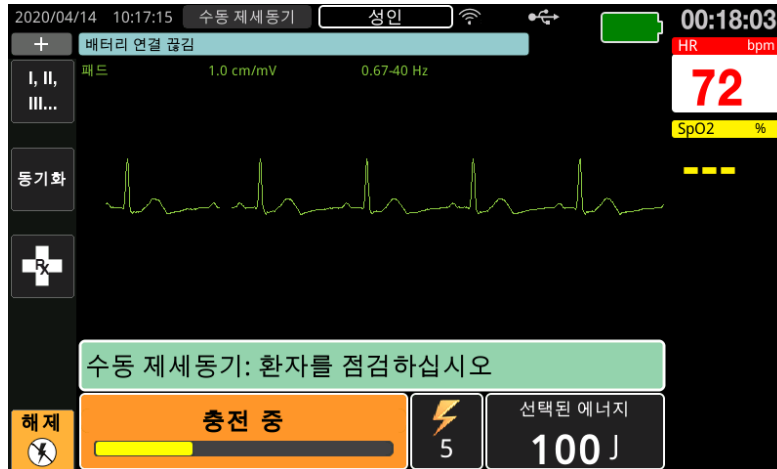 2020/04/14 10:17:15 수동 제세동기 성인 00:18:03
+ 배터리 연결 끊김 HR bpm
I, II,
III...
패드 1.0 cm/mV 0.67-40 Hz
72
SpO2 %
동기화
---
Rx
수동 제세동기: 환자를 점검하십시오
해제 충전 중 5 선택된 에너지
100 J